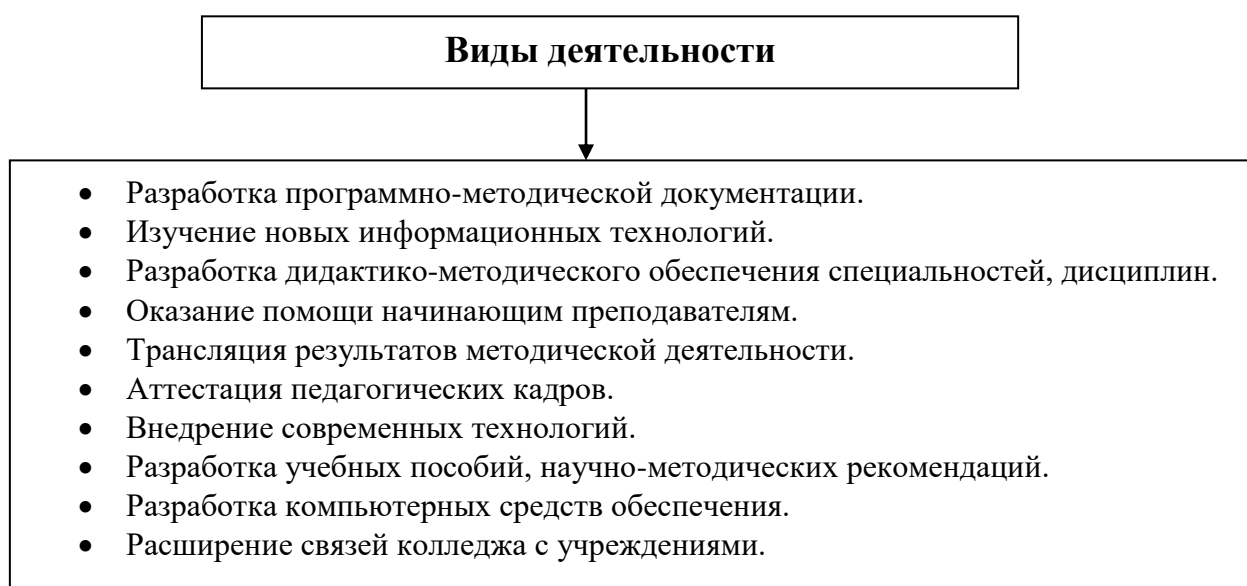 Виды деятельности
• Разработка программно-методической документации.
• Изучение новых информационных технологий.
• Разработка дидактико-методического обеспечения специальностей, дисциплин.
• Оказание помощи начинающим преподавателям.
• Трансляция результатов методической деятельности.
• Аттестация педагогических кадров.
• Внедрение современных технологий.
• Разработка учебных пособий, научно-методических рекомендаций.
• Разработка компьютерных средств обеспечения.
• Расширение связей колледжа с учреждениями.